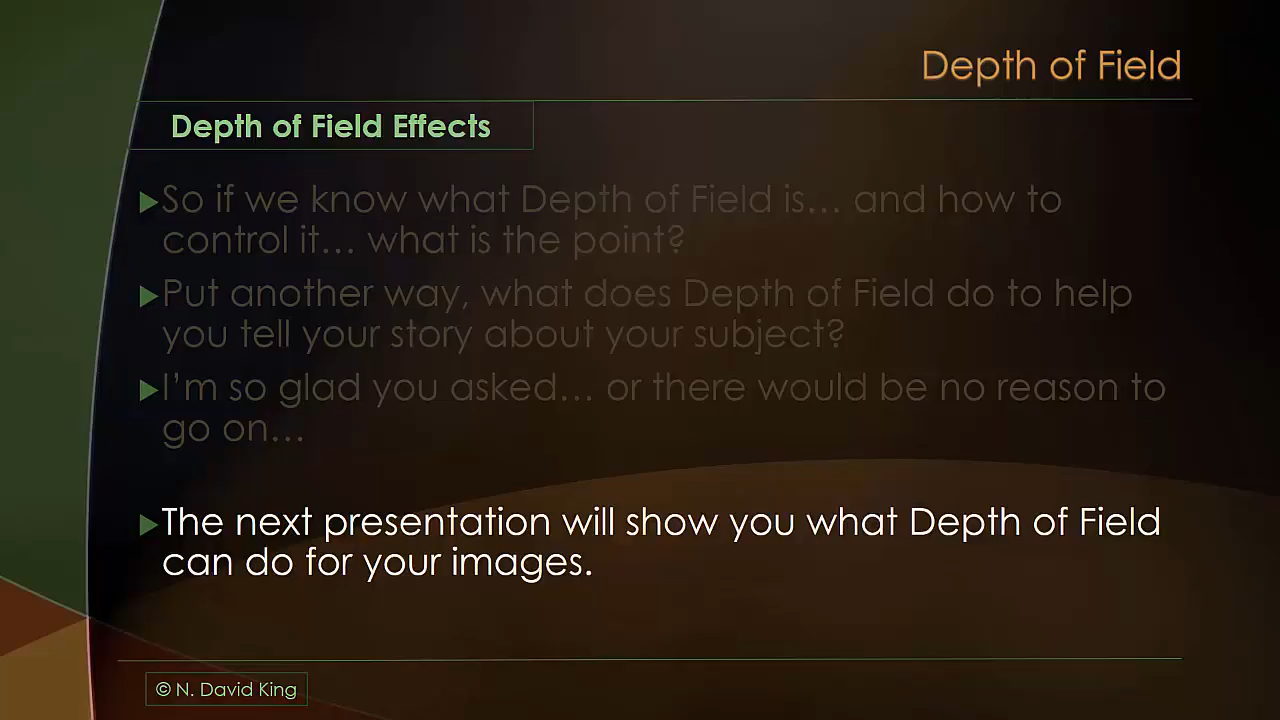 Depth of Field
Depth of Field Effects
So if we know what Depth of Field is… and how to
control it… what is the point?
Put another way, what does Depth of Field do to help
you tell your story about your subject?
I’m so glad you asked… or there would be no reason to
go on…
The next presentation will show you what Depth of Field
can do for your images.
© N. David King